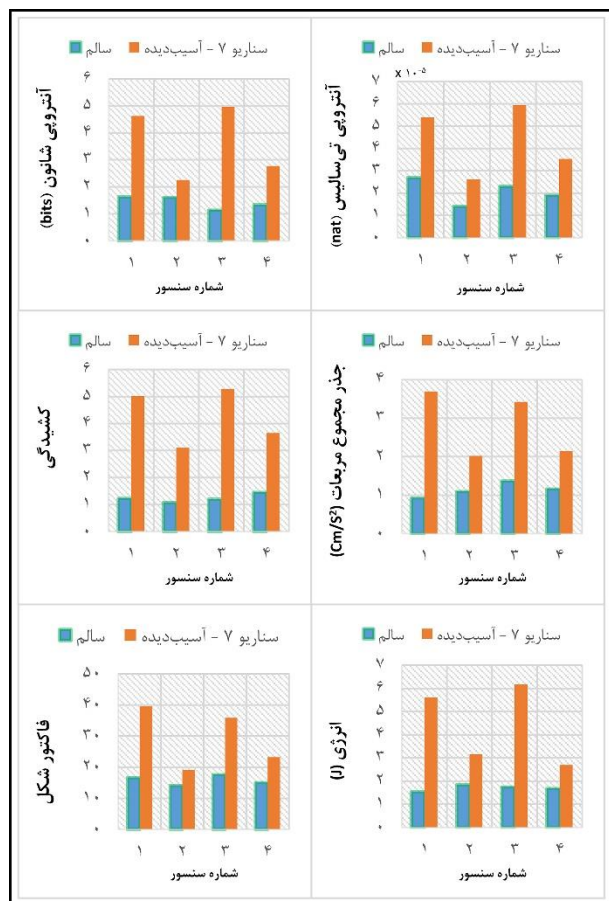 سناریو ۷ - آسیب‌دیده سالم
x ۱۰⁻۵
۷
۶
۵
۴
۳
۲
۱
۰
آنتروپی تی‌سالیس (nat)
۱ ۲ ۳ ۴
شماره سنسور
سناریو ۷ - آسیب‌دیده سالم
۶
۵
۴
۳
۲
۱
۰
آنتروپی شانون (bits)
۱ ۲ ۳ ۴
شماره سنسور
سناریو ۷ - آسیب‌دیده سالم
۴
۳
۲
۱
۰
جذر مجموع مربعات (Cm/S²)
۱ ۲ ۳ ۴
شماره سنسور
سناریو ۷ - آسیب‌دیده سالم
۶
۵
۴
۳
۲
۱
۰
کشیدگی
۱ ۲ ۳ ۴
شماره سنسور
سناریو ۷ - آسیب‌دیده سالم
۷
۶
۵
۴
۳
۲
۱
۰
انرژی (J)
۱ ۲ ۳ ۴
شماره سنسور
سناریو ۷ - آسیب‌دیده سالم
۵۰
۴۰
۳۰
۲۰
۱۰
۰
فاکتور شکل
۱ ۲ ۳ ۴
شماره سنسور